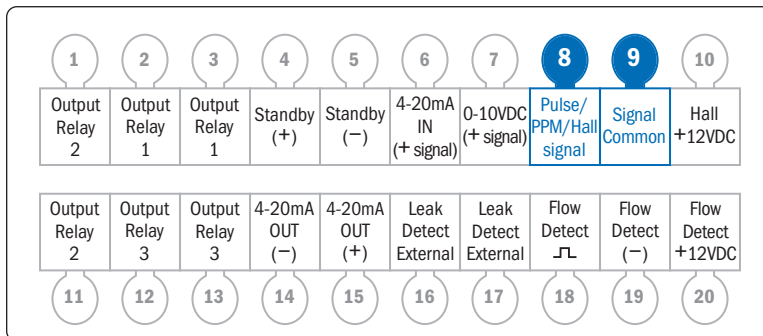 1 2 3 4 5 6 7 8 9 10
Output Output Output Standby Standby 4-20mA 0-10VDC Pulse/ Signal Hall
Relay Relay Relay (+) (−) IN (+ signal) PPM/Hall Common +12VDC
2 1 1 (+ signal) signal
Output Output Output 4-20mA 4-20mA Leak Leak Flow Flow Flow
Relay Relay Relay OUT OUT Detect Detect Detect Detect Detect
2 3 3 (−) (+) External External (−) +12VDC
11 12 13 14 15 16 17 18 19 20